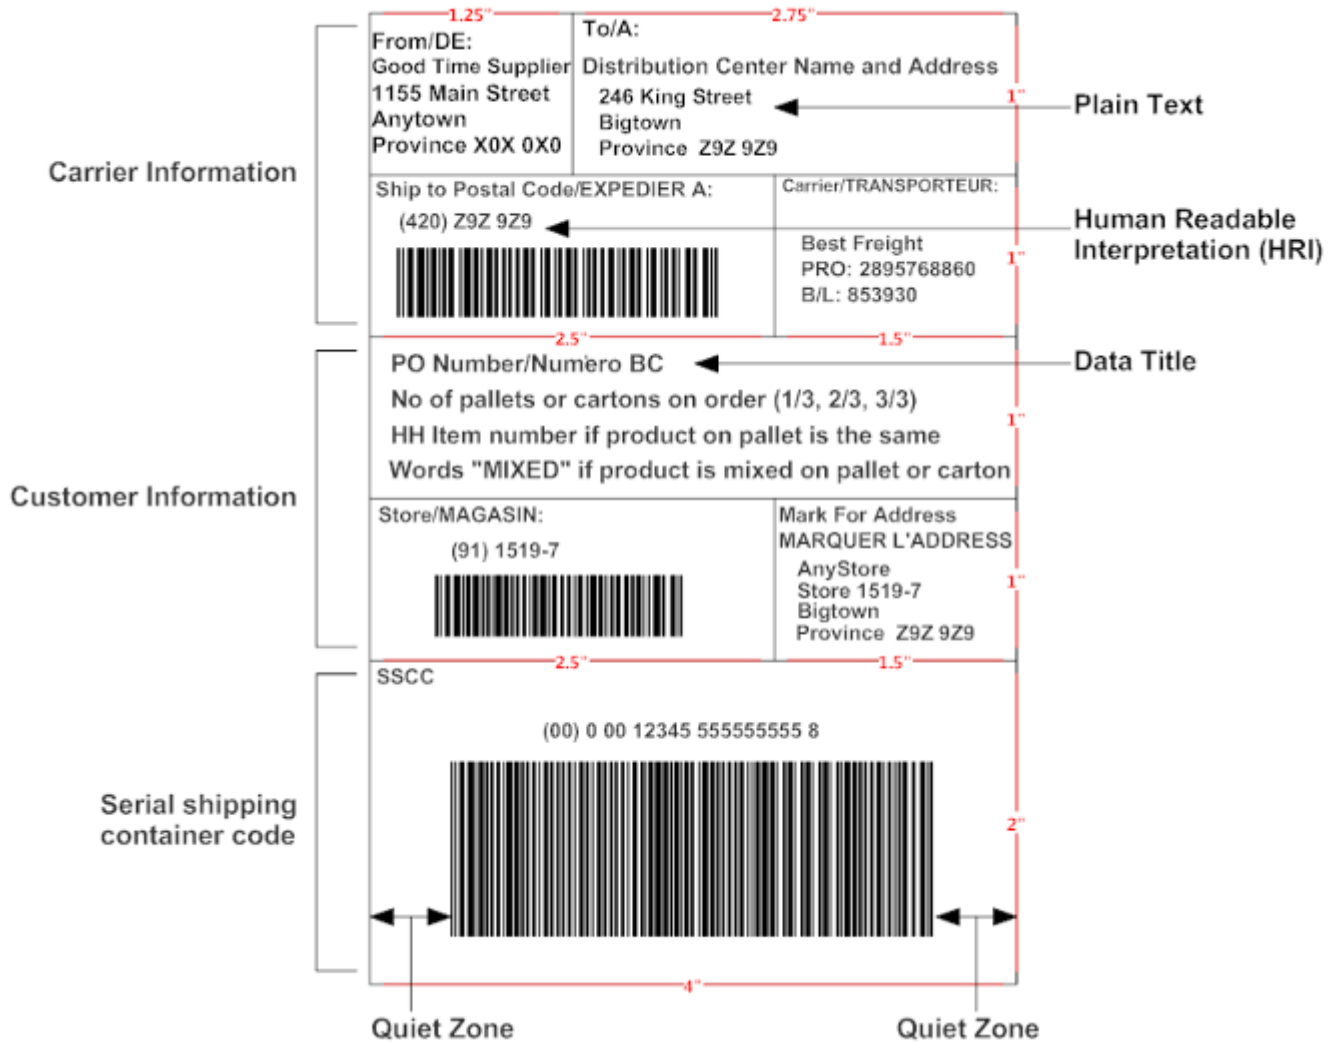 1.25"
2.75"
From/DE:
Good Time Supplier
1155 Main Street
Anytown
Province X0X 0X0
To/A:
Distribution Center Name and Address
246 King Street
Bigtown
Province Z9Z 9Z9
1"
Plain Text
Carrier Information
Ship to Postal Code/EXPEDIER A:
(420) Z9Z 9Z9
Carrier/TRANSPORTEUR:
Best Freight
PRO: 2895768860
B/L: 853930
1"
Human Readable
Interpretation (HRI)
2.5"
1.5"
PO Number/Numero BC
No of pallets or cartons on order (1/3, 2/3, 3/3)
HH Item number if product on pallet is the same
Words "MIXED" if product is mixed on pallet or carton
1"
Data Title
Customer Information
Store/MAGASIN:
(91) 1519-7
Mark For Address
MARQUER L'ADDRESS
AnyStore
Store 1519-7
Bigtown
Province Z9Z 9Z9
1"
2.5"
1.5"
SSCC
(00) 0 00 12345 5555555555 8
Serial shipping
container code
2"
4"
Quiet Zone
Quiet Zone